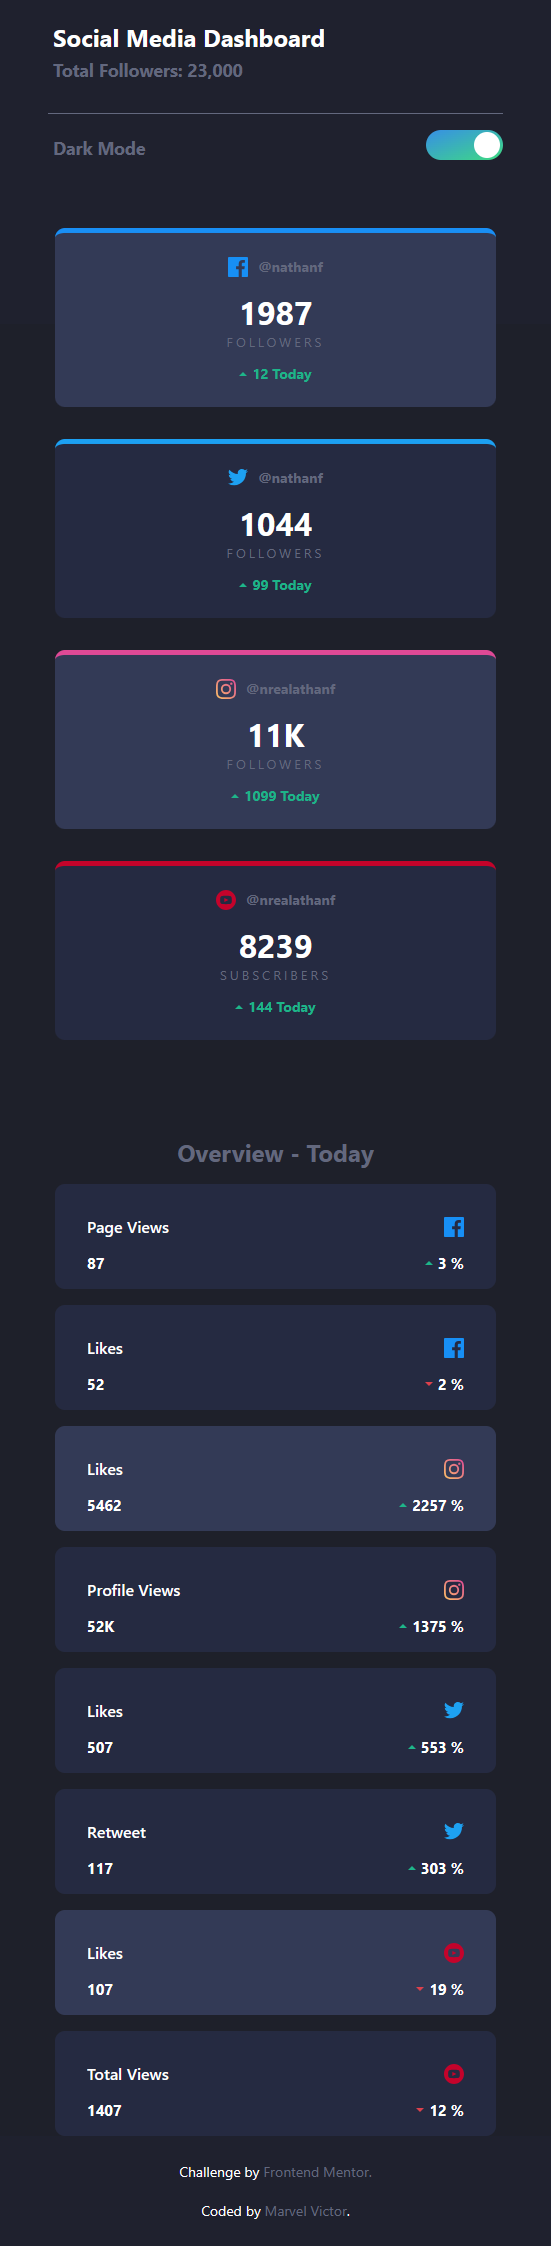 Social Media Dashboard
Total Followers: 23,000
Dark Mode
@nathanf
1987
FOLLOWERS
12 Today
@nathanf
1044
FOLLOWERS
99 Today
@nrealathanf
11K
FOLLOWERS
1099 Today
@nrealathanf
8239
SUBSCRIBERS
144 Today
Overview - Today
Page Views
87 3 %
Likes
52 2 %
Likes
5462 2257 %
Profile Views
52K 1375 %
Likes
507 553 %
Retweet
117 303 %
Likes
107 19 %
Total Views
1407 12 %
Challenge by Frontend Mentor.
Coded by Marvel Victor.